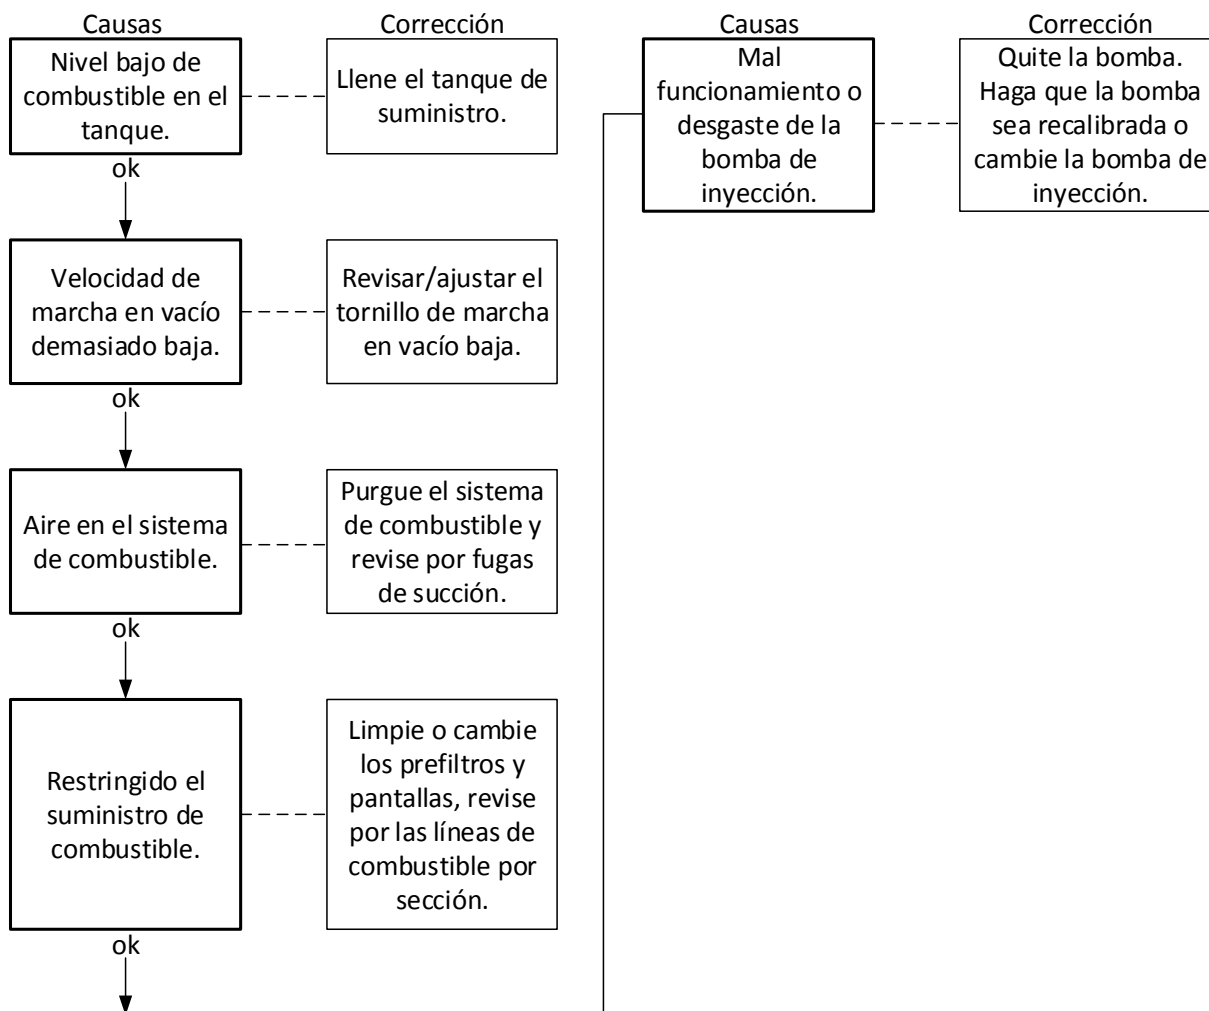 Causas
Corrección
Nivel bajo de
combustible en el
tanque.
Llene el tanque de
suministro.
ok
Velocidad de
marcha en vacío
demasiado baja.
Revisar/ajustar el
tornillo de marcha
en vacío baja.
ok
Aire en el sistema
de combustible.
Purgue el sistema
de combustible y
revise por fugas
de succión.
ok
Restringido el
suministro de
combustible.
Limpie o cambie
los prefiltros y
pantallas, revise
por las líneas de
combustible por
sección.
ok
Causas
Corrección
Mal
funcionamiento o
desgaste de la
bomba de
inyección.
Quite la bomba.
Haga que la bomba
sea recalibrada o
cambie la bomba de
inyección.